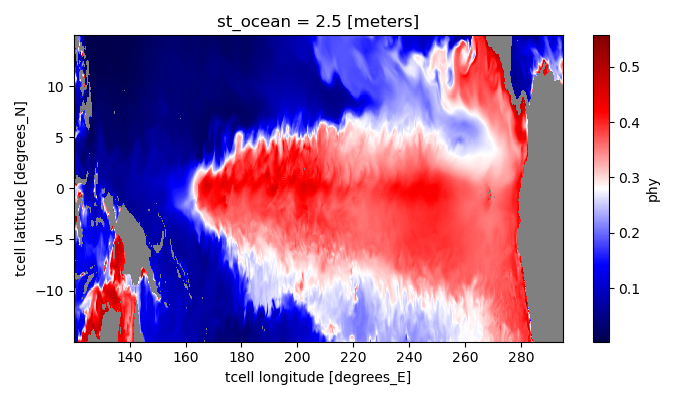 st_ocean = 2.5 [meters]
tcell latitude [degrees_N]
10
5
0
−5
−10
140 160 180 200 220 240 260 280
tcell longitude [degrees_E]
0.5
0.4
0.3
0.2
0.1
phy